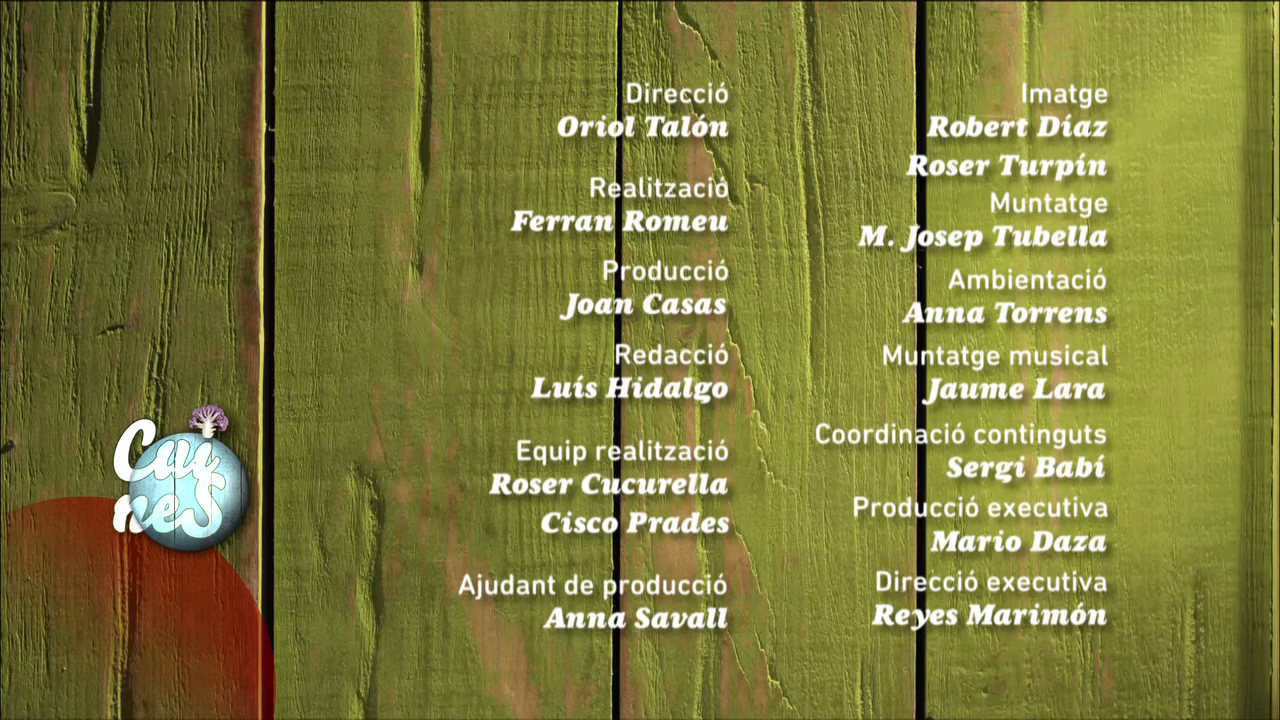 Direcció
Oriol Talón
Realització
Ferran Romeu
Producció
Joan Casas
Redacció
Luís Hidalgo
Equip realització
Roser Cucurella
Cisco Prades
Ajudant de producció
Anna Savall
Imatge
Robert Díaz
Roser Turpín
Muntatge
M. Josep Tubella
Ambientació
Anna Torrens
Muntatge musical
Jaume Lara
Coordinació continguts
Sergi Babí
Producció executiva
Mario Daza
Direcció executiva
Reyes Marimón
Cui
nes